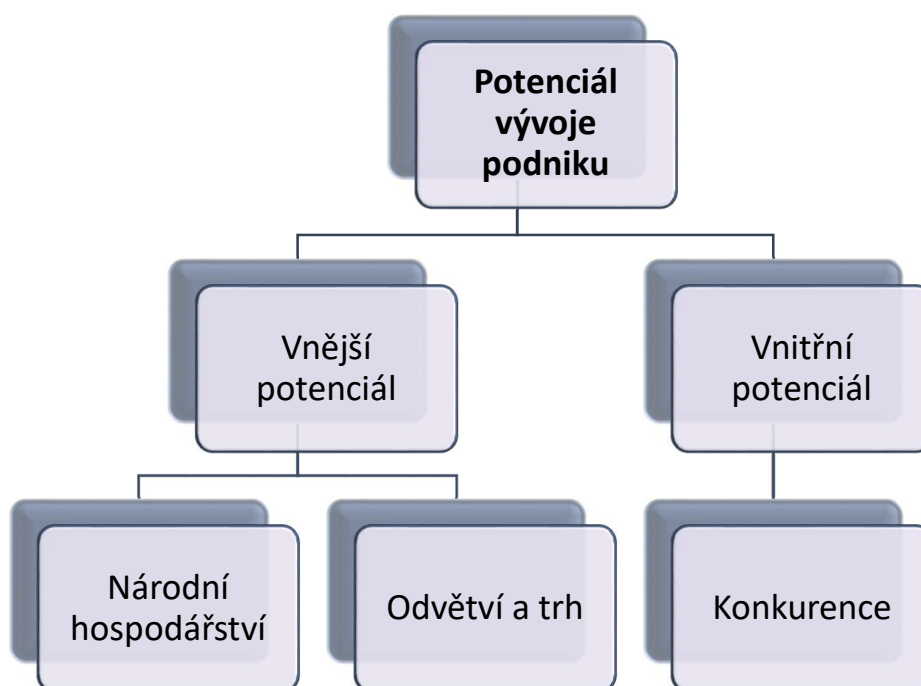 Potenciál
vývoje
podniku
Vnější
potenciál
Vnitřní
potenciál
Národní
hospodářství
Odvětví a trh
Konkurence